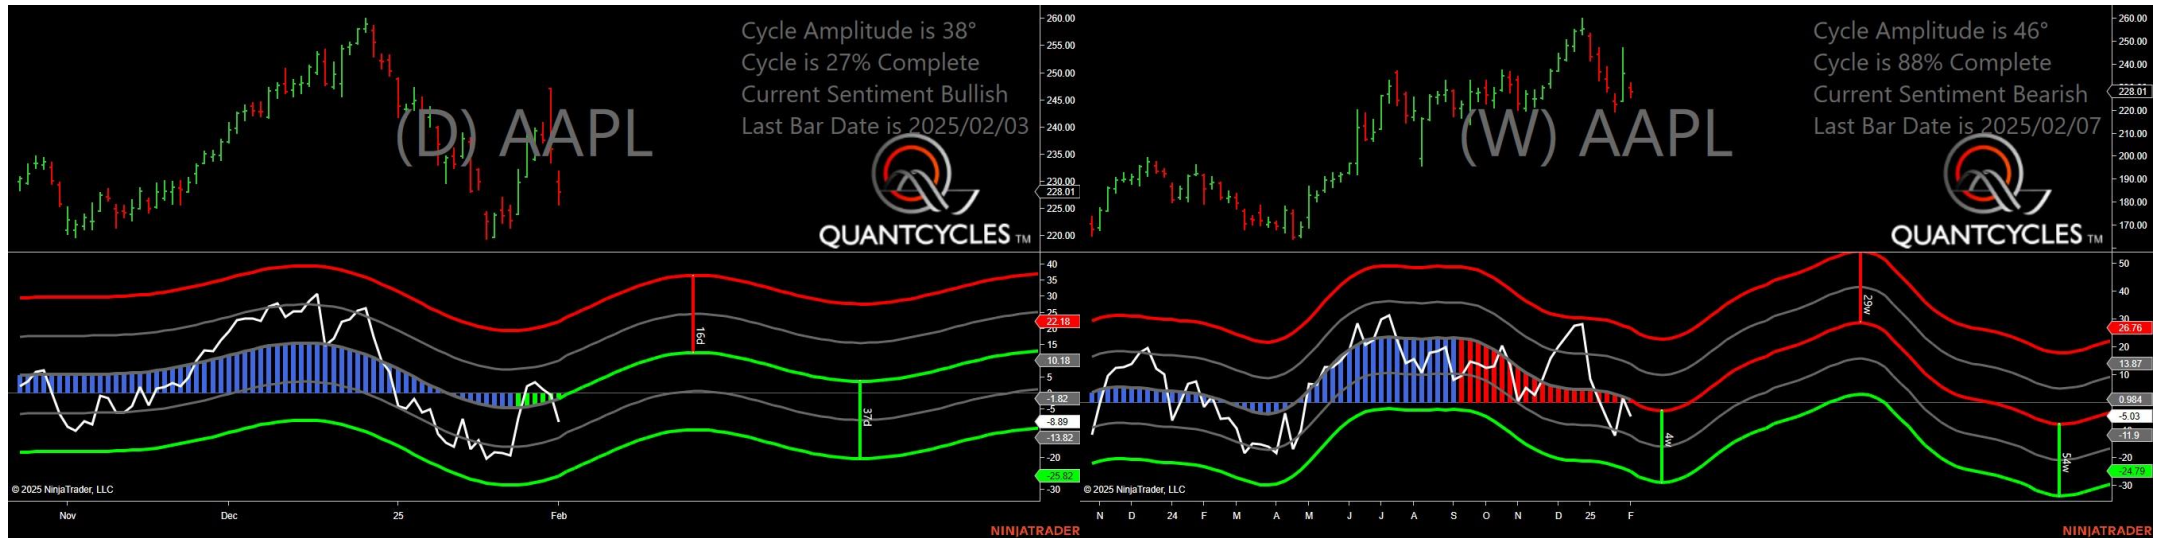 Cycle Amplitude is 38°
Cycle is 27% Complete
Current Sentiment Bullish
Last Bar Date is 2025/02/03
(D) AAPL
QUANTCYCLES TM
260.00
255.00
250.00
245.00
240.00
235.00
230.00
228.01
225.00
220.00
40
35
30
25
22.18
20
15
10.18
5
0
-1.82
-5
-8.89
-13.82
-20
-25.82
-30
16d
37d
© 2025 NinjaTrader, LLC
Nov Dec 25 Feb
NINJATRADER
Cycle Amplitude is 46°
Cycle is 88% Complete
Current Sentiment Bearish
Last Bar Date is 2025/02/07
(W) AAPL
QUANTCYCLES TM
260.00
250.00
240.00
228.01
220.00
210.00
200.00
190.00
180.00
170.00
50
40
30
26.76
20
13.87
10
0.984
-5.03
-11.9
-20
-24.79
-30
29w
4w
54w
© 2025 NinjaTrader, LLC
N D 24 F M A M J J A S O N D 25 F
NINJATRADER